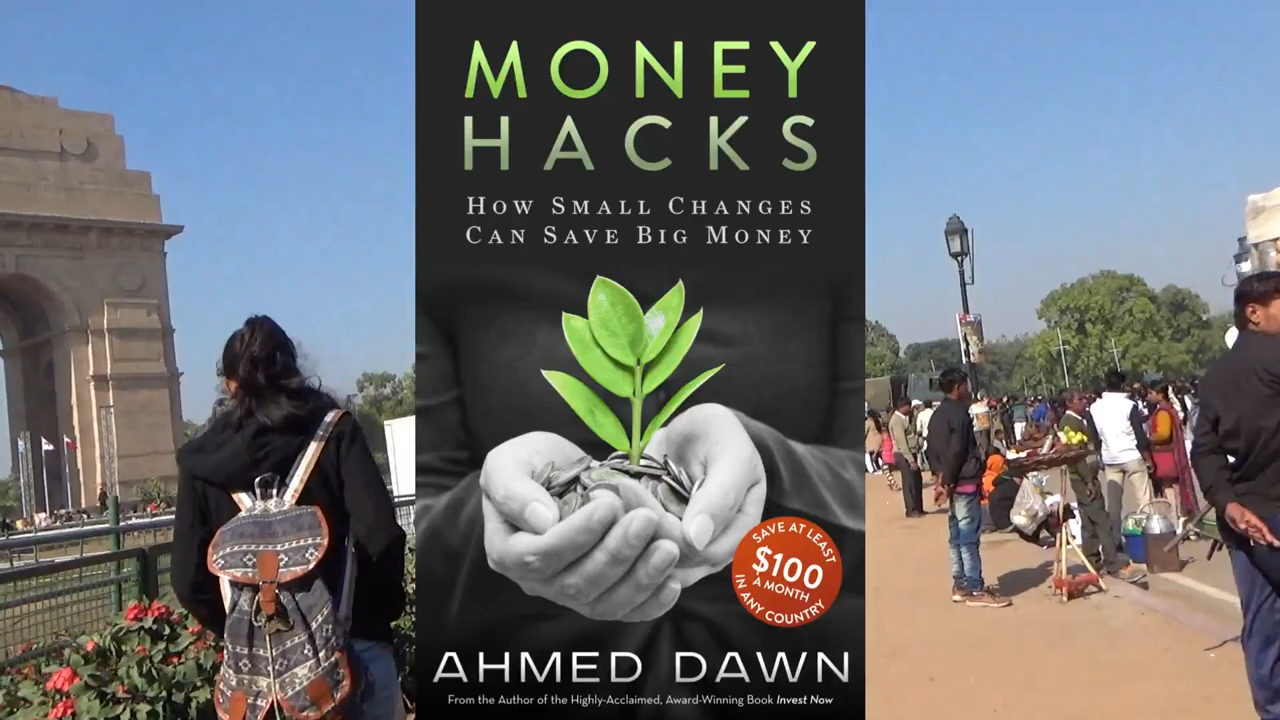 MONEY
HACKS
How Small Changes
Can Save Big Money
SAVE AT LEAST
$100
A MONTH
IN ANY COUNTRY
AHMED DAWN
From the Author of the Highly-Acclaimed, Award-Winning Book Invest Now